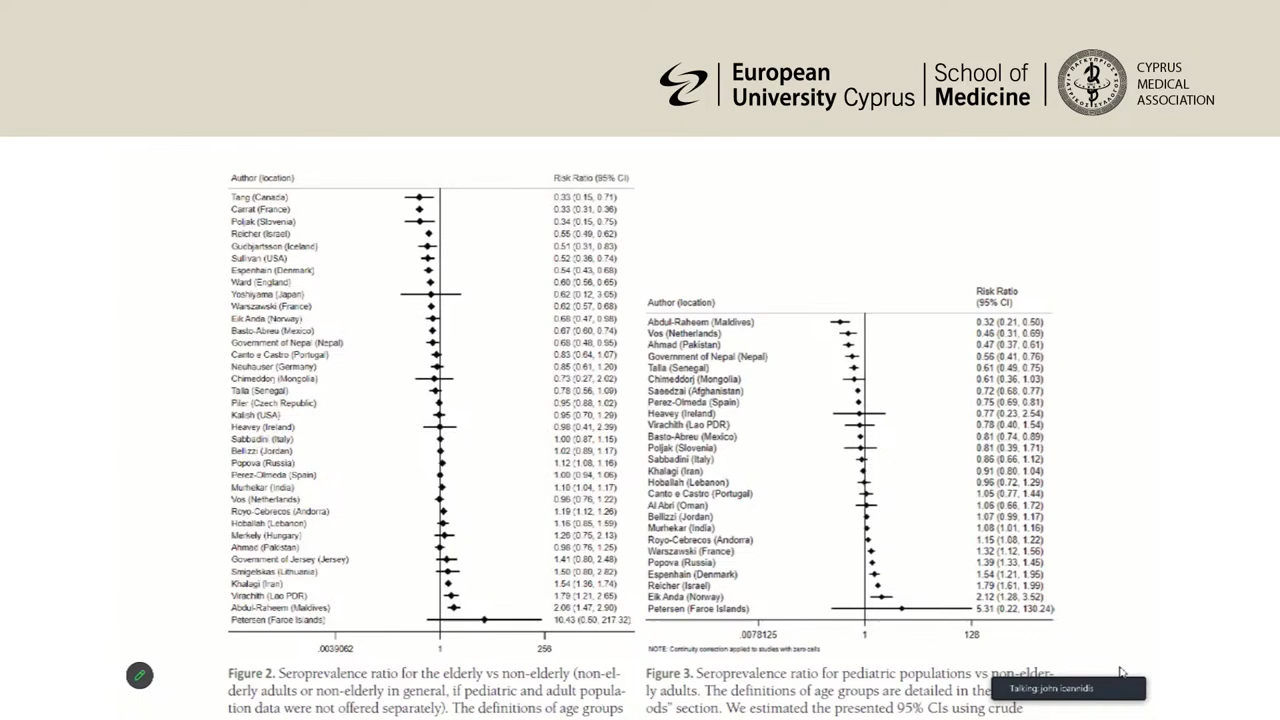 European
University Cyprus
School of
Medicine
CYPRUS
MEDICAL
ASSOCIATION
Author (location) Risk Ratio (95% CI)
Tang (Canada) 0.33 (0.15, 0.71)
Carrat (France) 0.33 (0.31, 0.36)
Poljak (Slovenia) 0.34 (0.15, 0.75)
Reicher (Israel) 0.55 (0.49, 0.62)
Gudbjartsson (Iceland) 0.51 (0.31, 0.83)
Sullivan (USA) 0.52 (0.36, 0.74)
Espenhain (Denmark) 0.54 (0.43, 0.68)
Ward (England) 0.60 (0.56, 0.65)
Yoshiyama (Japan) 0.62 (0.12, 3.05)
Warszawski (France) 0.62 (0.57, 0.68)
Eik Anda (Norway) 0.68 (0.47, 0.98)
Basto-Abreu (Mexico) 0.67 (0.60, 0.74)
Government of Nepal (Nepal) 0.68 (0.48, 0.95)
Canto e Castro (Portugal) 0.83 (0.64, 1.07)
Neuhauser (Germany) 0.85 (0.61, 1.20)
Chimeddorj (Mongolia) 0.73 (0.27, 2.02)
Talla (Senegal) 0.78 (0.56, 1.09)
Piler (Czech Republic) 0.95 (0.88, 1.02)
Kalish (USA) 0.95 (0.70, 1.29)
Heavey (Ireland) 0.98 (0.41, 2.39)
Sabbadini (Italy) 1.00 (0.87, 1.15)
Bellizzi (Jordan) 1.02 (0.89, 1.17)
Popova (Russia) 1.12 (1.08, 1.16)
Perez-Olmeda (Spain) 1.00 (0.94, 1.06)
Murhekar (India) 1.10 (1.04, 1.17)
Vos (Netherlands) 0.96 (0.76, 1.22)
Royo-Cebrecos (Andorra) 1.19 (1.12, 1.26)
Hoballah (Lebanon) 1.16 (0.85, 1.59)
Merkely (Hungary) 1.26 (0.75, 2.13)
Ahmad (Pakistan) 0.98 (0.76, 1.25)
Government of Jersey (Jersey) 1.41 (0.80, 2.48)
Smigelskas (Lithuania) 1.50 (0.80, 2.82)
Khalagi (Iran) 1.54 (1.36, 1.74)
Virachith (Lao PDR) 1.79 (1.21, 2.65)
Abdul-Raheem (Maldives) 2.06 (1.47, 2.90)
Petersen (Faroe Islands) 10.43 (0.50, 217.32)
.0039062 1 256
Figure 2. Seroprevalence ratio for the elderly vs non-elderly (non-el-
derly adults or non-elderly in general, if pediatric and adult popula-
tion data were not offered separately). The definitions of age groups
Risk Ratio
Author (location) (95% CI)
Abdul-Raheem (Maldives) 0.32 (0.21, 0.50)
Vos (Netherlands) 0.46 (0.31, 0.69)
Ahmad (Pakistan) 0.47 (0.37, 0.61)
Government of Nepal (Nepal) 0.56 (0.41, 0.76)
Talla (Senegal) 0.61 (0.49, 0.75)
Chimeddorj (Mongolia) 0.61 (0.36, 1.03)
Saeedzai (Afghanistan) 0.72 (0.68, 0.77)
Perez-Olmeda (Spain) 0.75 (0.69, 0.81)
Heavey (Ireland) 0.77 (0.23, 2.54)
Virachith (Lao PDR) 0.78 (0.40, 1.54)
Basto-Abreu (Mexico) 0.81 (0.74, 0.89)
Poljak (Slovenia) 0.81 (0.39, 1.71)
Sabbadini (Italy) 0.86 (0.66, 1.12)
Khalagi (Iran) 0.91 (0.80, 1.04)
Hoballah (Lebanon) 0.96 (0.72, 1.29)
Canto e Castro (Portugal) 1.05 (0.77, 1.44)
Al Abri (Oman) 1.06 (0.66, 1.72)
Bellizzi (Jordan) 1.07 (0.99, 1.17)
Murhekar (India) 1.08 (1.01, 1.16)
Royo-Cebrecos (Andorra) 1.15 (1.08, 1.22)
Warszawski (France) 1.32 (1.12, 1.56)
Popova (Russia) 1.39 (1.33, 1.45)
Espenhain (Denmark) 1.54 (1.21, 1.95)
Reicher (Israel) 1.79 (1.61, 1.99)
Eik Anda (Norway) 2.12 (1.28, 3.52)
Petersen (Faroe Islands) 5.31 (0.22, 130.24)
.0078125 1 128
NOTE: Continuity correction applied to studies with zero cells
Figure 3. Seroprevalence ratio for pediatric populations vs non-elder-
ly adults. The definitions of age groups are detailed in the
ods" section. We estimated the presented 95% CIs using crude
Talking: john ioannidis